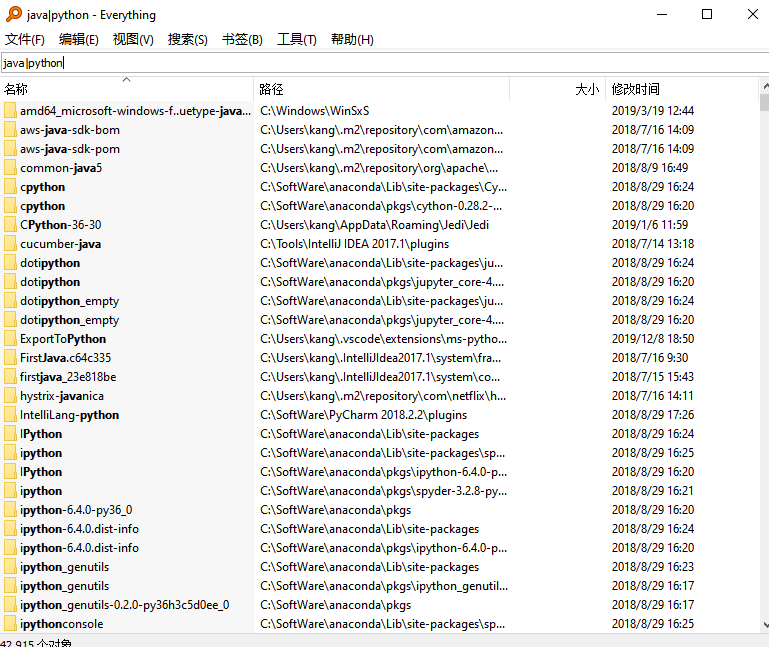 java|python - Everything
文件(F) 编辑(E) 视图(V) 搜索(S) 书签(B) 工具(T) 帮助(H)
java|python
名称 路径 大小 修改时间
amd64_microsoft-windows-f..uetype-java... C:\Windows\WinSxS 2019/3/19 12:44
aws-java-sdk-bom C:\Users\kang\.m2\repository\com\amazon... 2018/7/16 14:09
aws-java-sdk-pom C:\Users\kang\.m2\repository\com\amazon... 2018/7/16 14:09
common-java5 C:\Users\kang\.m2\repository\org\apache\... 2018/8/9 16:49
cpython C:\SoftWare\anaconda\Lib\site-packages\Cy... 2018/8/29 16:24
cpython C:\SoftWare\anaconda\pkgs\cython-0.28.2-... 2018/8/29 16:20
CPython-36-30 C:\Users\kang\AppData\Roaming\Jedi\Jedi 2019/1/6 11:59
cucumber-java C:\Tools\IntelliJ IDEA 2017.1\plugins 2018/7/14 13:18
dotipython C:\SoftWare\anaconda\Lib\site-packages\ju... 2018/8/29 16:24
dotipython C:\SoftWare\anaconda\pkgs\jupyter_core-4.... 2018/8/29 16:20
dotipython_empty C:\SoftWare\anaconda\Lib\site-packages\ju... 2018/8/29 16:24
dotipython_empty C:\SoftWare\anaconda\pkgs\jupyter_core-4.... 2018/8/29 16:20
ExportToPython C:\Users\kang\.vscode\extensions\ms-pytho... 2019/12/8 18:50
FirstJava.c64c335 C:\Users\kang\.IntelliJIdea2017.1\system\fra... 2018/7/16 9:30
firstjava_23e818be C:\Users\kang\.IntelliJIdea2017.1\system\co... 2018/7/15 15:43
hystrix-javanica C:\Users\kang\.m2\repository\com\netflix\h... 2018/7/16 14:11
IntelliLang-python C:\SoftWare\PyCharm 2018.2.2\plugins 2018/8/29 17:26
IPython C:\SoftWare\anaconda\Lib\site-packages 2018/8/29 16:24
ipython C:\SoftWare\anaconda\Lib\site-packages\sp... 2018/8/29 16:25
IPython C:\SoftWare\anaconda\pkgs\ipython-6.4.0-p... 2018/8/29 16:20
ipython C:\SoftWare\anaconda\pkgs\spyder-3.2.8-py... 2018/8/29 16:21
ipython-6.4.0-py36_0 C:\SoftWare\anaconda\pkgs 2018/8/29 16:20
ipython-6.4.0.dist-info C:\SoftWare\anaconda\Lib\site-packages 2018/8/29 16:24
ipython-6.4.0.dist-info C:\SoftWare\anaconda\pkgs\ipython-6.4.0-p... 2018/8/29 16:20
ipython_genutils C:\SoftWare\anaconda\Lib\site-packages 2018/8/29 16:23
ipython_genutils C:\SoftWare\anaconda\pkgs\ipython_genutil... 2018/8/29 16:17
ipython_genutils-0.2.0-py36h3c5d0ee_0 C:\SoftWare\anaconda\pkgs 2018/8/29 16:17
ipythonconsole C:\SoftWare\anaconda\Lib\site-packages\sp... 2018/8/29 16:25
42,915 个对象